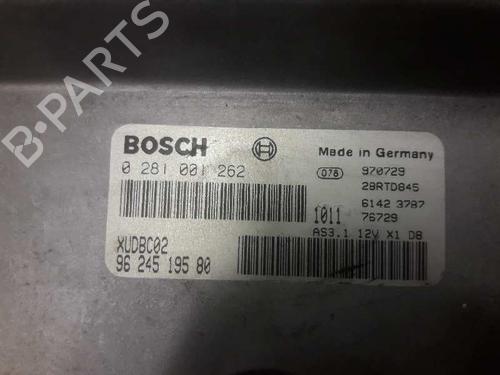 BOSCH
Made in Germany
0 281 001 262
078 970729
28RTD845
6142 3787
1011 76729
AS3.1 12V X1 D8
XUDBC02
96 245 195 80
B-PARTS